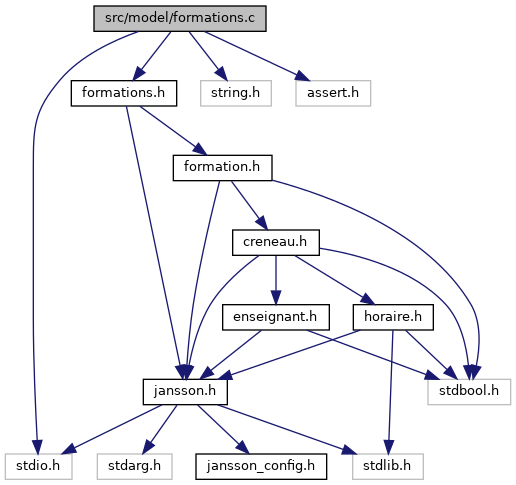 src/model/formations.c
formations.h
string.h
assert.h
formation.h
creneau.h
enseignant.h
horaire.h
jansson.h
stdbool.h
stdio.h
stdarg.h
jansson_config.h
stdlib.h